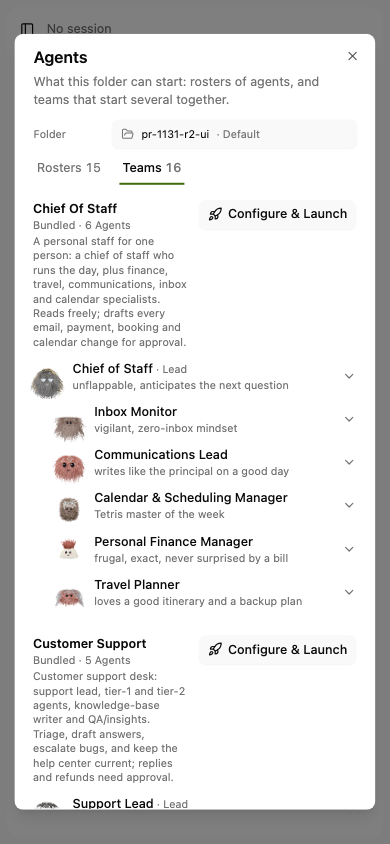 No session
Agents
What this folder can start: rosters of agents, and
teams that start several together.
Folder
pr-1131-r2-ui · Default
Rosters 15
Teams 16
Chief Of Staff
Configure & Launch
Bundled · 6 Agents
A personal staff for one
person: a chief of staff who
runs the day, plus finance,
travel, communications, inbox
and calendar specialists.
Reads freely; drafts every
email, payment, booking and
calendar change for approval.
Chief of Staff · Lead
unflappable, anticipates the next question
Inbox Monitor
vigilant, zero-inbox mindset
Communications Lead
writes like the principal on a good day
Calendar & Scheduling Manager
Tetris master of the week
Personal Finance Manager
frugal, exact, never surprised by a bill
Travel Planner
loves a good itinerary and a backup plan
Customer Support
Configure & Launch
Bundled · 5 Agents
Customer support desk:
support lead, tier-1 and tier-2
agents, knowledge-base
writer and QA/insights.
Triage, draft answers,
escalate bugs, and keep the
help center current; replies
and refunds need approval.
Support Lead · Lead